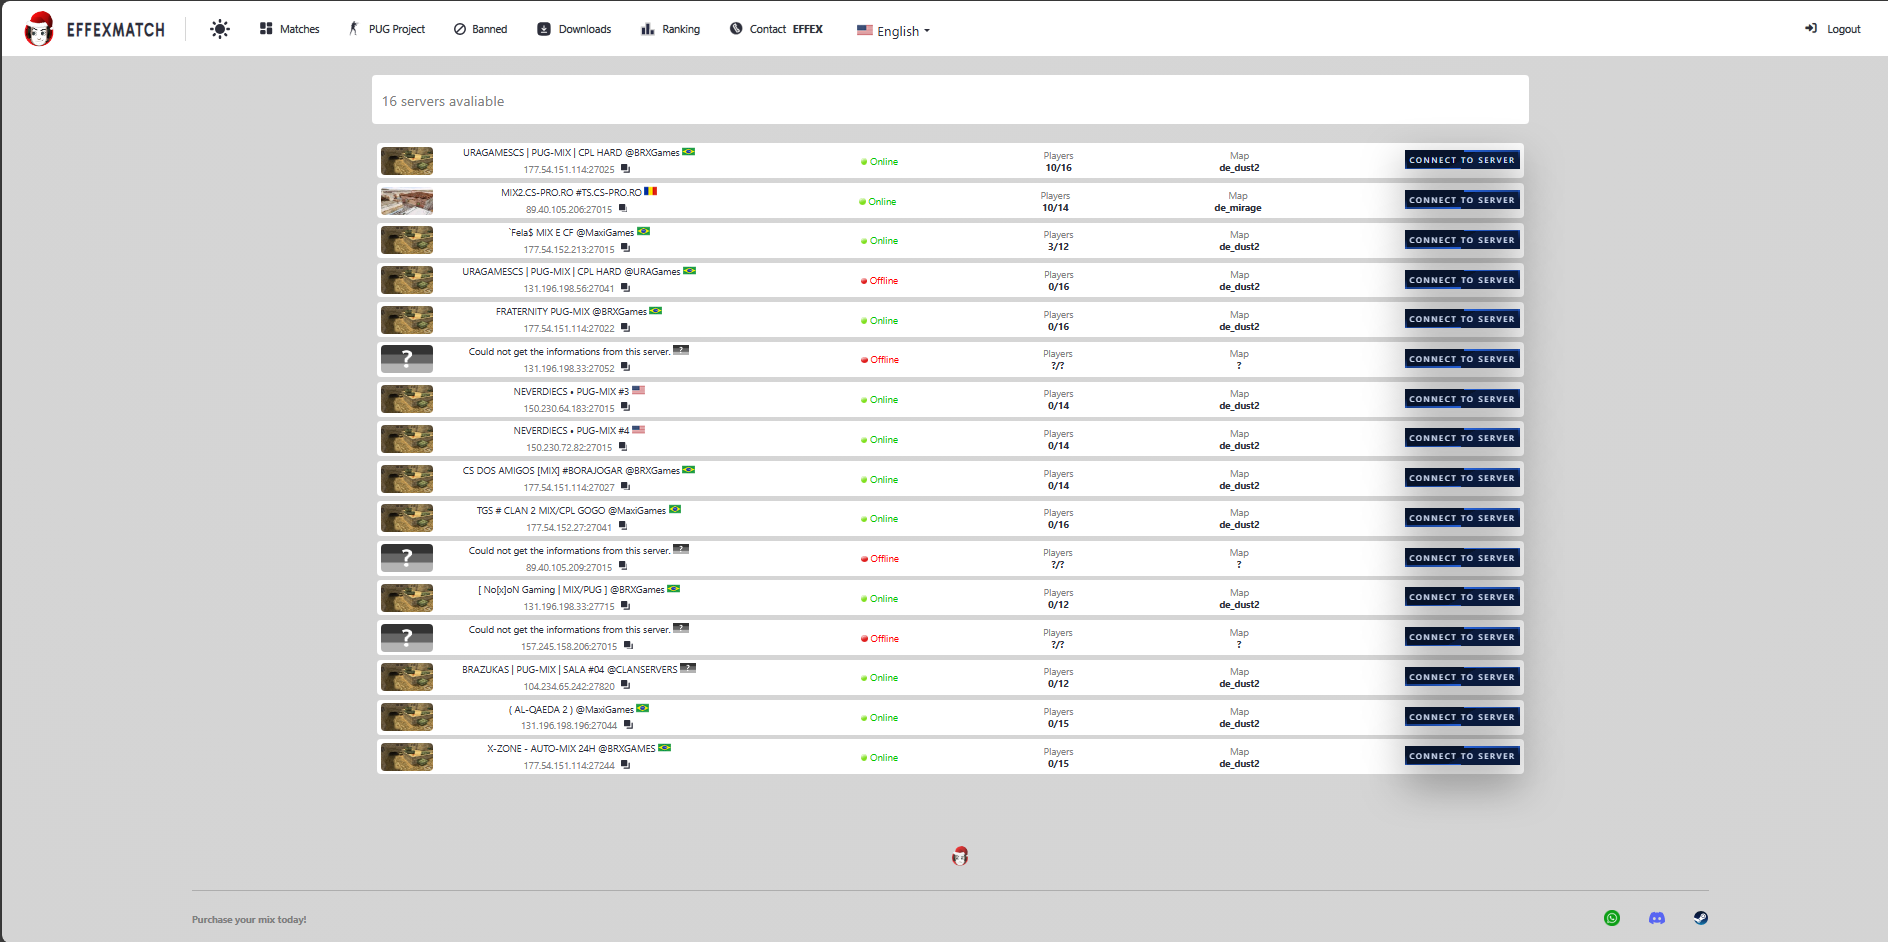 EFFEXMATCH
Matches
PUG Project
Banned
Downloads
Ranking
Contact EFFEX
English
Logout
16 servers avaliable
URAGAMESCS | PUG-MIX | CPL HARD @BRXGames
177.54.151.114:27025
Online
Players
10/16
Map
de_dust2
CONNECT TO SERVER
MIX2.CS-PRO.RO #TS.CS-PRO.RO
89.40.105.206:27015
Online
Players
10/14
Map
de_mirage
CONNECT TO SERVER
`Fela$ MIX E CF @MaxiGames
177.54.152.213:27015
Online
Players
3/12
Map
de_dust2
CONNECT TO SERVER
URAGAMESCS | PUG-MIX | CPL HARD @URAGames
131.196.198.56:27041
Offline
Players
0/16
Map
de_dust2
CONNECT TO SERVER
FRATERNITY PUG-MIX @BRXGames
177.54.151.114:27022
Online
Players
0/16
Map
de_dust2
CONNECT TO SERVER
?
Could not get the informations from this server. ?
131.196.198.33:27052
Offline
Players
?/?
Map
?
CONNECT TO SERVER
NEVERDIECS • PUG-MIX #3
150.230.64.183:27015
Online
Players
0/14
Map
de_dust2
CONNECT TO SERVER
NEVERDIECS • PUG-MIX #4
150.230.72.82:27015
Online
Players
0/14
Map
de_dust2
CONNECT TO SERVER
CS DOS AMIGOS [MIX] #BORAJOGAR @BRXGames
177.54.151.114:27027
Online
Players
0/14
Map
de_dust2
CONNECT TO SERVER
TGS # CLAN 2 MIX/CPL GOGO @MaxiGames
177.54.152.27:27041
Online
Players
0/16
Map
de_dust2
CONNECT TO SERVER
?
Could not get the informations from this server. ?
89.40.105.209:27015
Offline
Players
?/?
Map
?
CONNECT TO SERVER
[ No[x]oN Gaming | MIX/PUG ] @BRXGames
131.196.198.33:27715
Online
Players
0/12
Map
de_dust2
CONNECT TO SERVER
?
Could not get the informations from this server. ?
157.245.158.206:27015
Offline
Players
?/?
Map
?
CONNECT TO SERVER
BRAZUKAS | PUG-MIX | SALA #04 @CLANSERVERS ?
104.234.65.242:27820
Online
Players
0/12
Map
de_dust2
CONNECT TO SERVER
( AL-QAEDA 2 ) @MaxiGames
131.196.198.196:27044
Online
Players
0/15
Map
de_dust2
CONNECT TO SERVER
X-ZONE - AUTO-MIX 24H @BRXGAMES
177.54.151.114:27244
Online
Players
0/15
Map
de_dust2
CONNECT TO SERVER
Purchase your mix today!